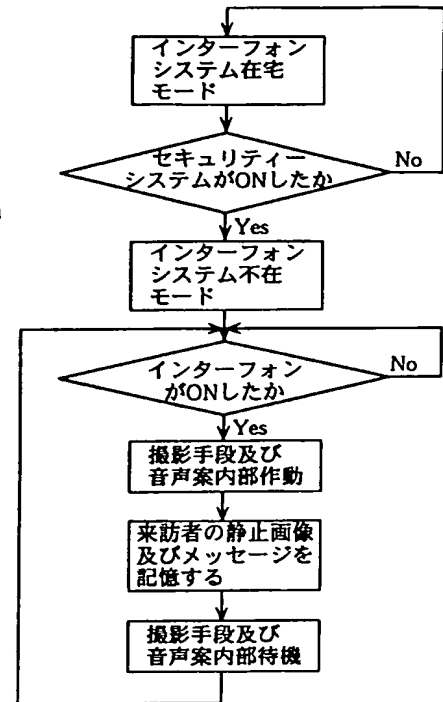 インターフォン
システム在宅
モード
セキュリティー
システムがONしたか
No
Yes
インターフォン
システム不在
モード
インターフォン
がONしたか
No
Yes
撮影手段及び
音声案内部作動
来訪者の静止画像
及びメッセージを
記憶する
撮影手段及び
音声案内部待機